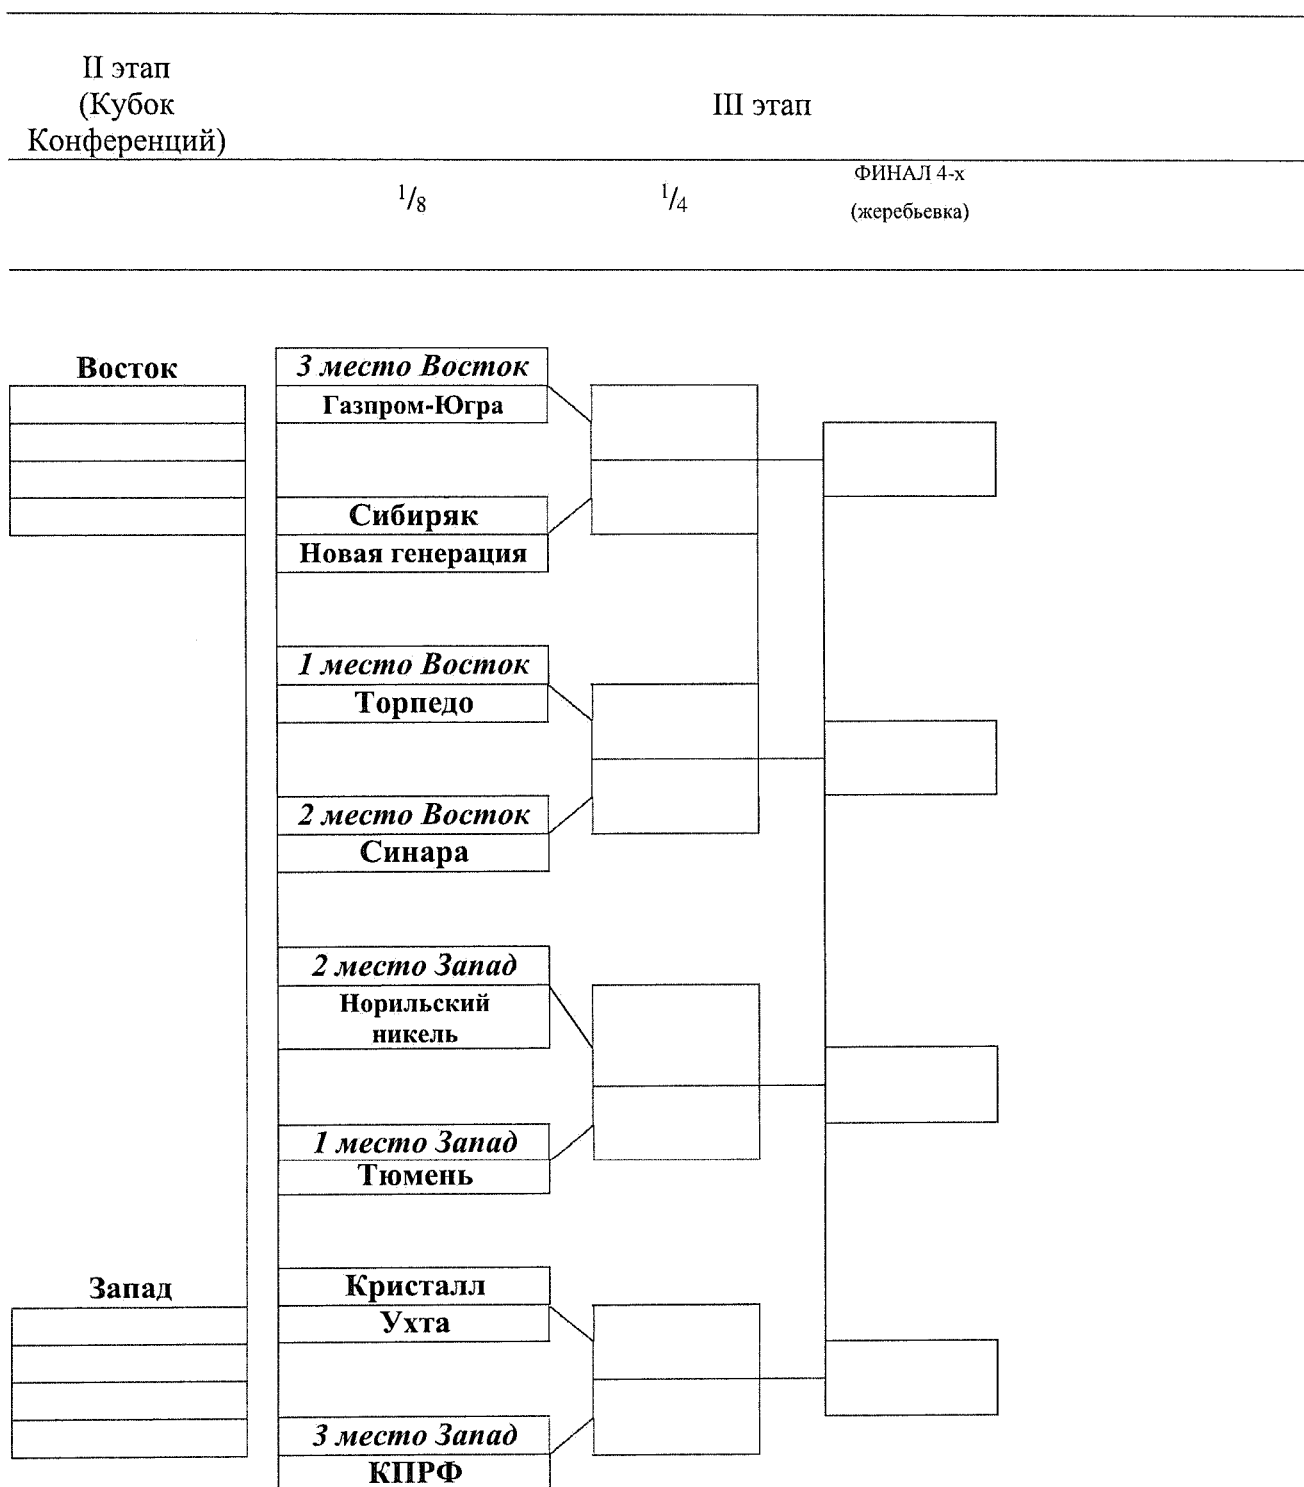 II этап
(Кубок
Конференций)
III этап
1/8
1/4
ФИНАЛ 4-х
(жеребьевка)
Восток
3 место Восток
Газпром-Югра
Сибиряк
Новая генерация
1 место Восток
Торпедо
2 место Восток
Синара
2 место Запад
Норильский
никель
1 место Запад
Тюмень
Запад
Кристалл
Ухта
3 место Запад
КПРФ